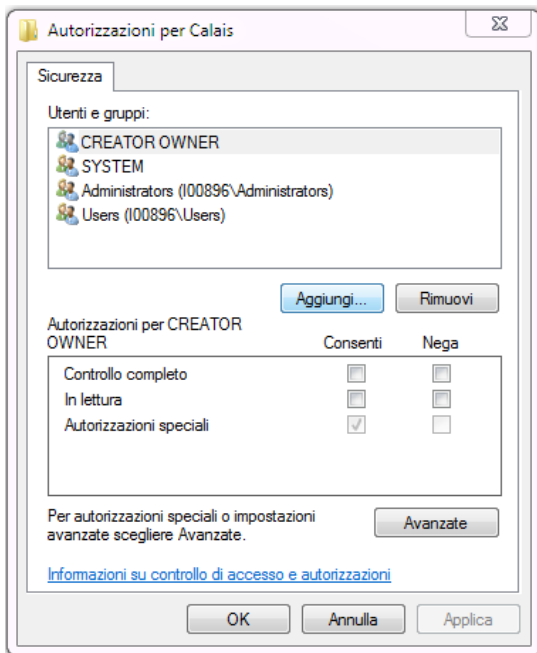 Autorizzazioni per Calais
Sicurezza
Utenti e gruppi:
CREATOR OWNER
SYSTEM
Administrators (I00896\Administrators)
Users (I00896\Users)
Aggiungi... Rimuovi
Autorizzazioni per CREATOR
OWNER Consenti Nega
Controllo completo
In lettura
Autorizzazioni speciali
Per autorizzazioni speciali o impostazioni
avanzate scegliere Avanzate.
Avanzate
Informazioni su controllo di accesso e autorizzazioni
OK Annulla Applica